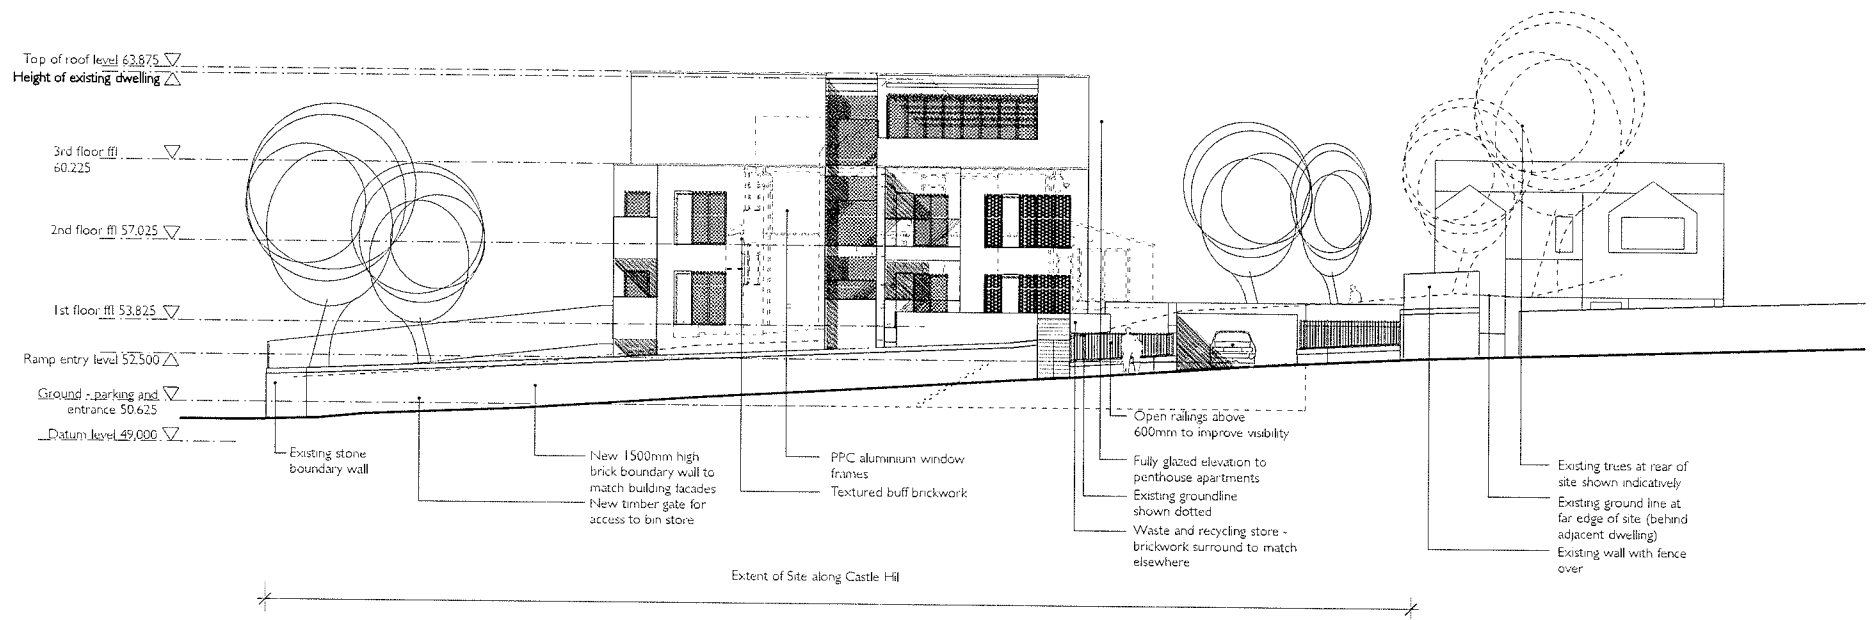 Top of roof level 63.875
Height of existing dwelling
3rd floor ffl
60.225
2nd floor ffl 57.025
1st floor ffl 53.825
Ramp entry level 52.500
Ground - parking and
entrance 50.625
Datum level 49,000
Existing stone
boundary wall
New 1500mm high
brick boundary wall to
match building facades
New timber gate for
access to bin store
PPC aluminium window
frames
Textured buff brickwork
Open railings above
600mm to improve visibility
Fully glazed elevation to
penthouse apartments
Existing groundline
shown dotted
Waste and recycling store -
brickwork surround to match
elsewhere
Existing trees at rear of
site shown indicatively
Existing ground line at
far edge of site (behind
adjacent dwelling)
Existing wall with fence
over
Extent of Site along Castle Hill